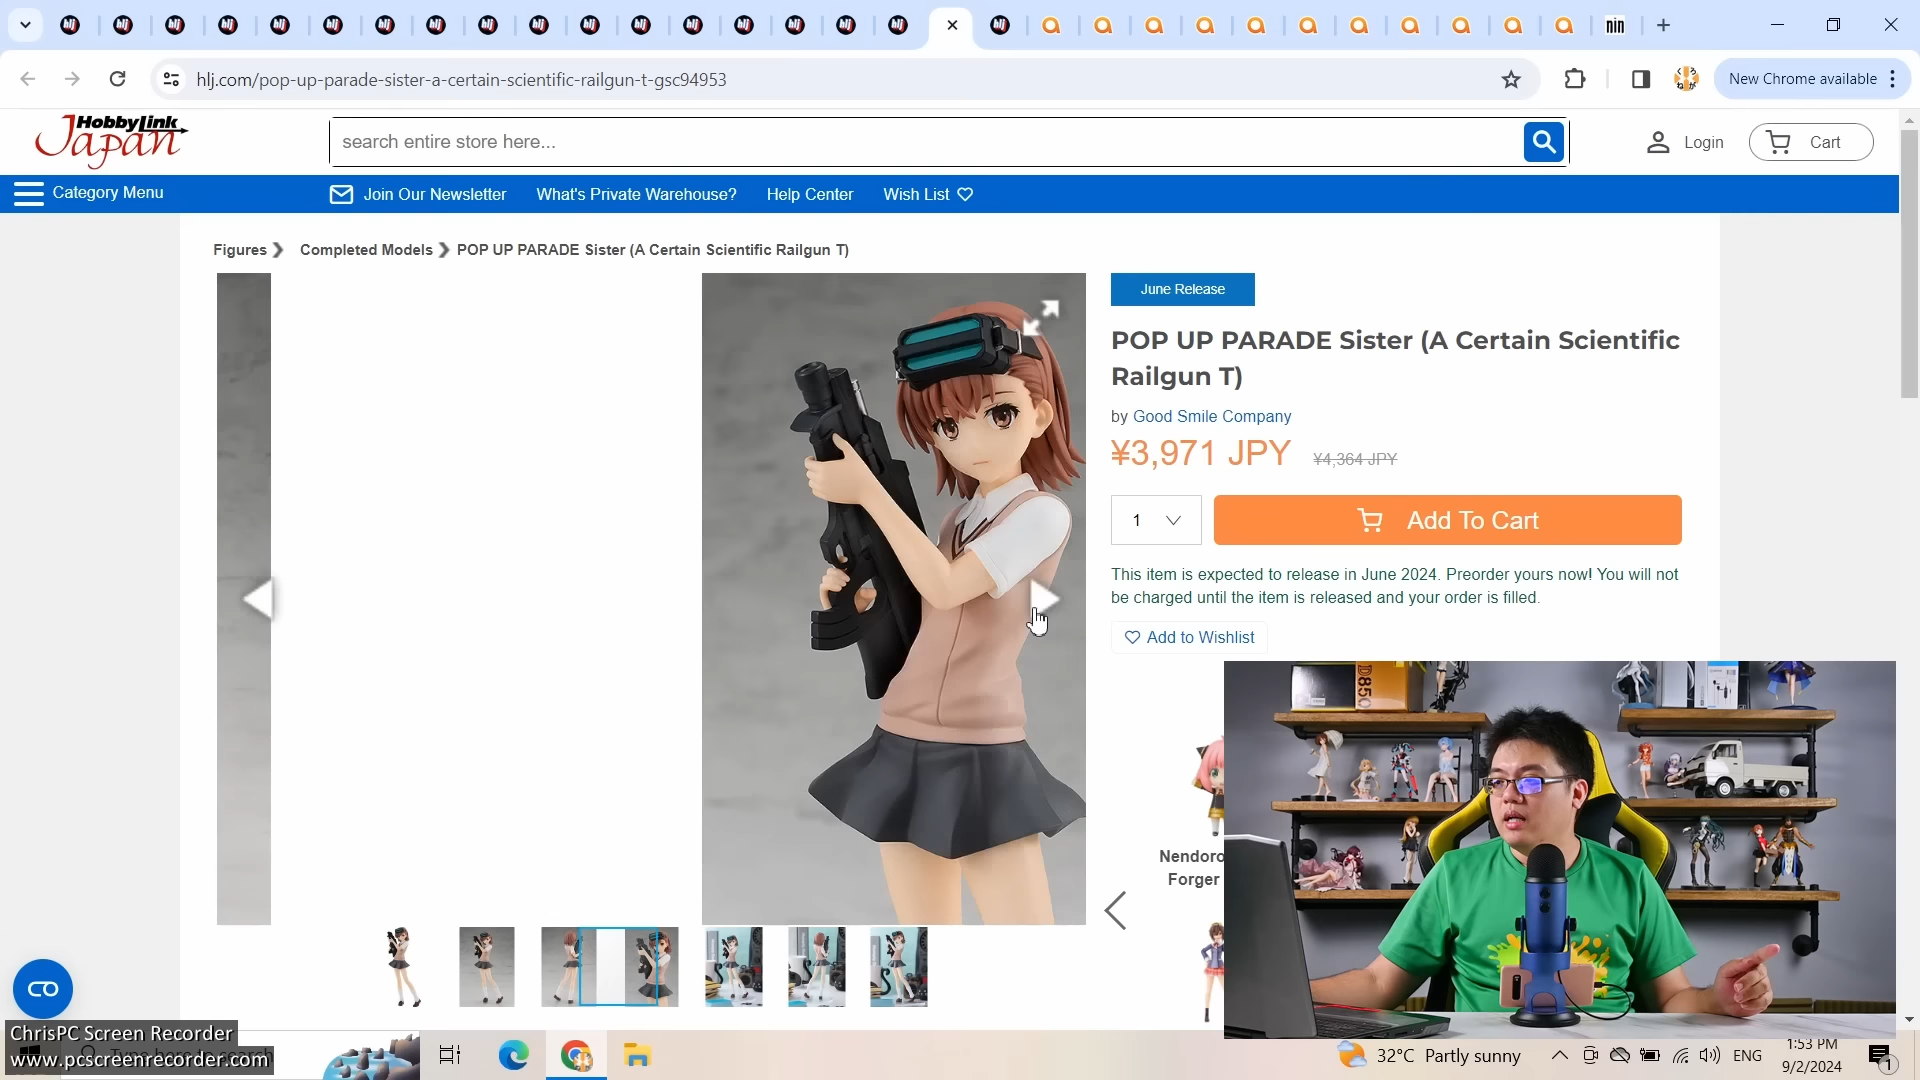 hlj.com/pop-up-parade-sister-a-certain-scientific-railgun-t-gsc94953
New Chrome available
nin
HobbyLink
Japan
search entire store here...
Login
Cart
Category Menu
Join Our Newsletter
What's Private Warehouse?
Help Center
Wish List
Figures
Completed Models
POP UP PARADE Sister (A Certain Scientific Railgun T)
June Release
POP UP PARADE Sister (A Certain Scientific
Railgun T)
by Good Smile Company
¥3,971 JPY
¥4,364 JPY
1
Add To Cart
This item is expected to release in June 2024. Preorder yours now! You will not
be charged until the item is released and your order is filled.
Add to Wishlist
Nendoro
Forger
D850
ChrisPC Screen Recorder
www.pcscreenrecorder.com
32°C Partly sunny
ENG
1:53 PM
9/2/2024
1